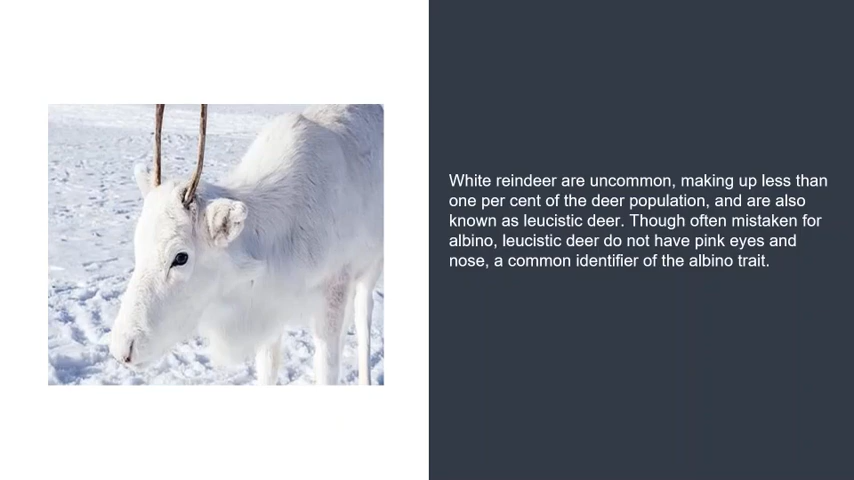 White reindeer are uncommon, making up less than
one per cent of the deer population, and are also
known as leucistic deer. Though often mistaken for
albino, leucistic deer do not have pink eyes and
nose, a common identifier of the albino trait.